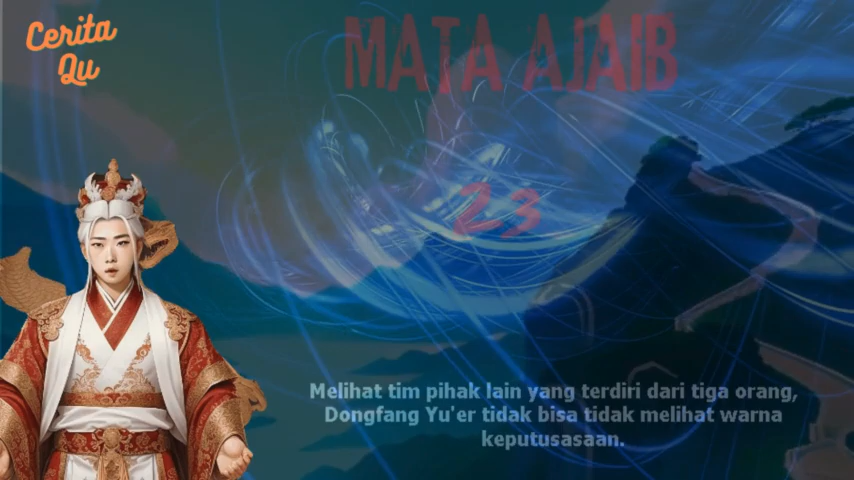 Cerita
Qu
MATA AJAIB
23
Melihat tim pihak lain yang terdiri dari tiga orang,
Dongfang Yu'er tidak bisa tidak melihat warna
keputusasaan.